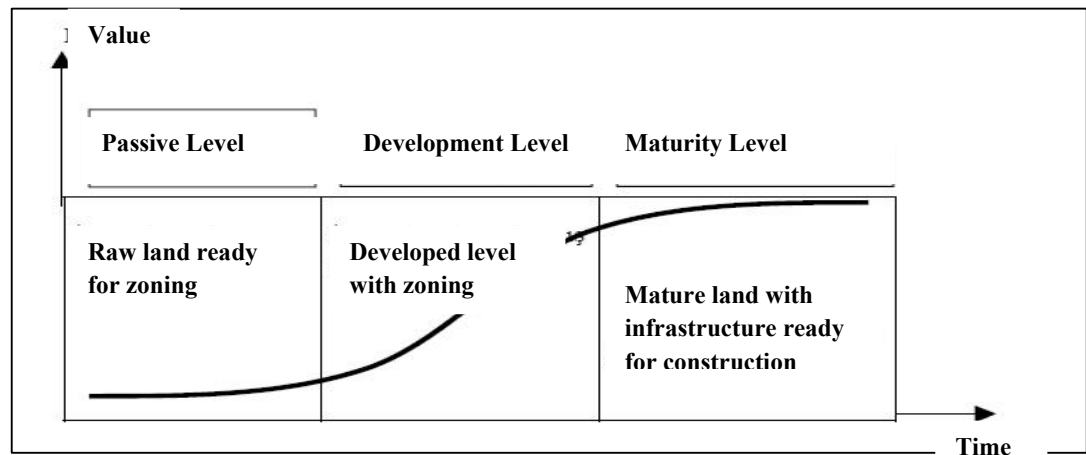 Value
Passive Level
Development Level
Maturity Level
Raw land ready
for zoning
Developed level
with zoning
Mature land with
infrastructure ready
for construction
Time